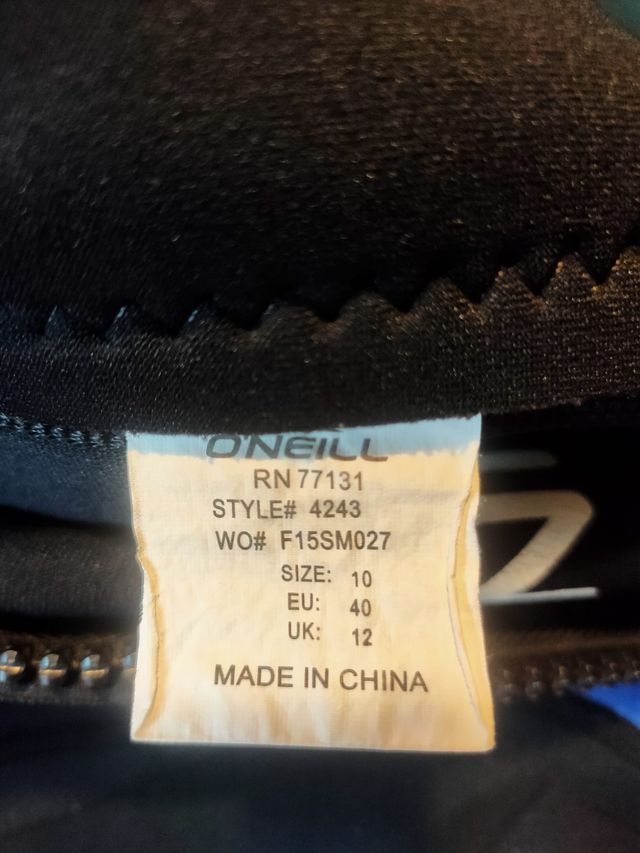 O'NEILL
RN 77131
STYLE# 4243
WO# F15SM027
SIZE: 10
EU: 40
UK: 12
MADE IN CHINA